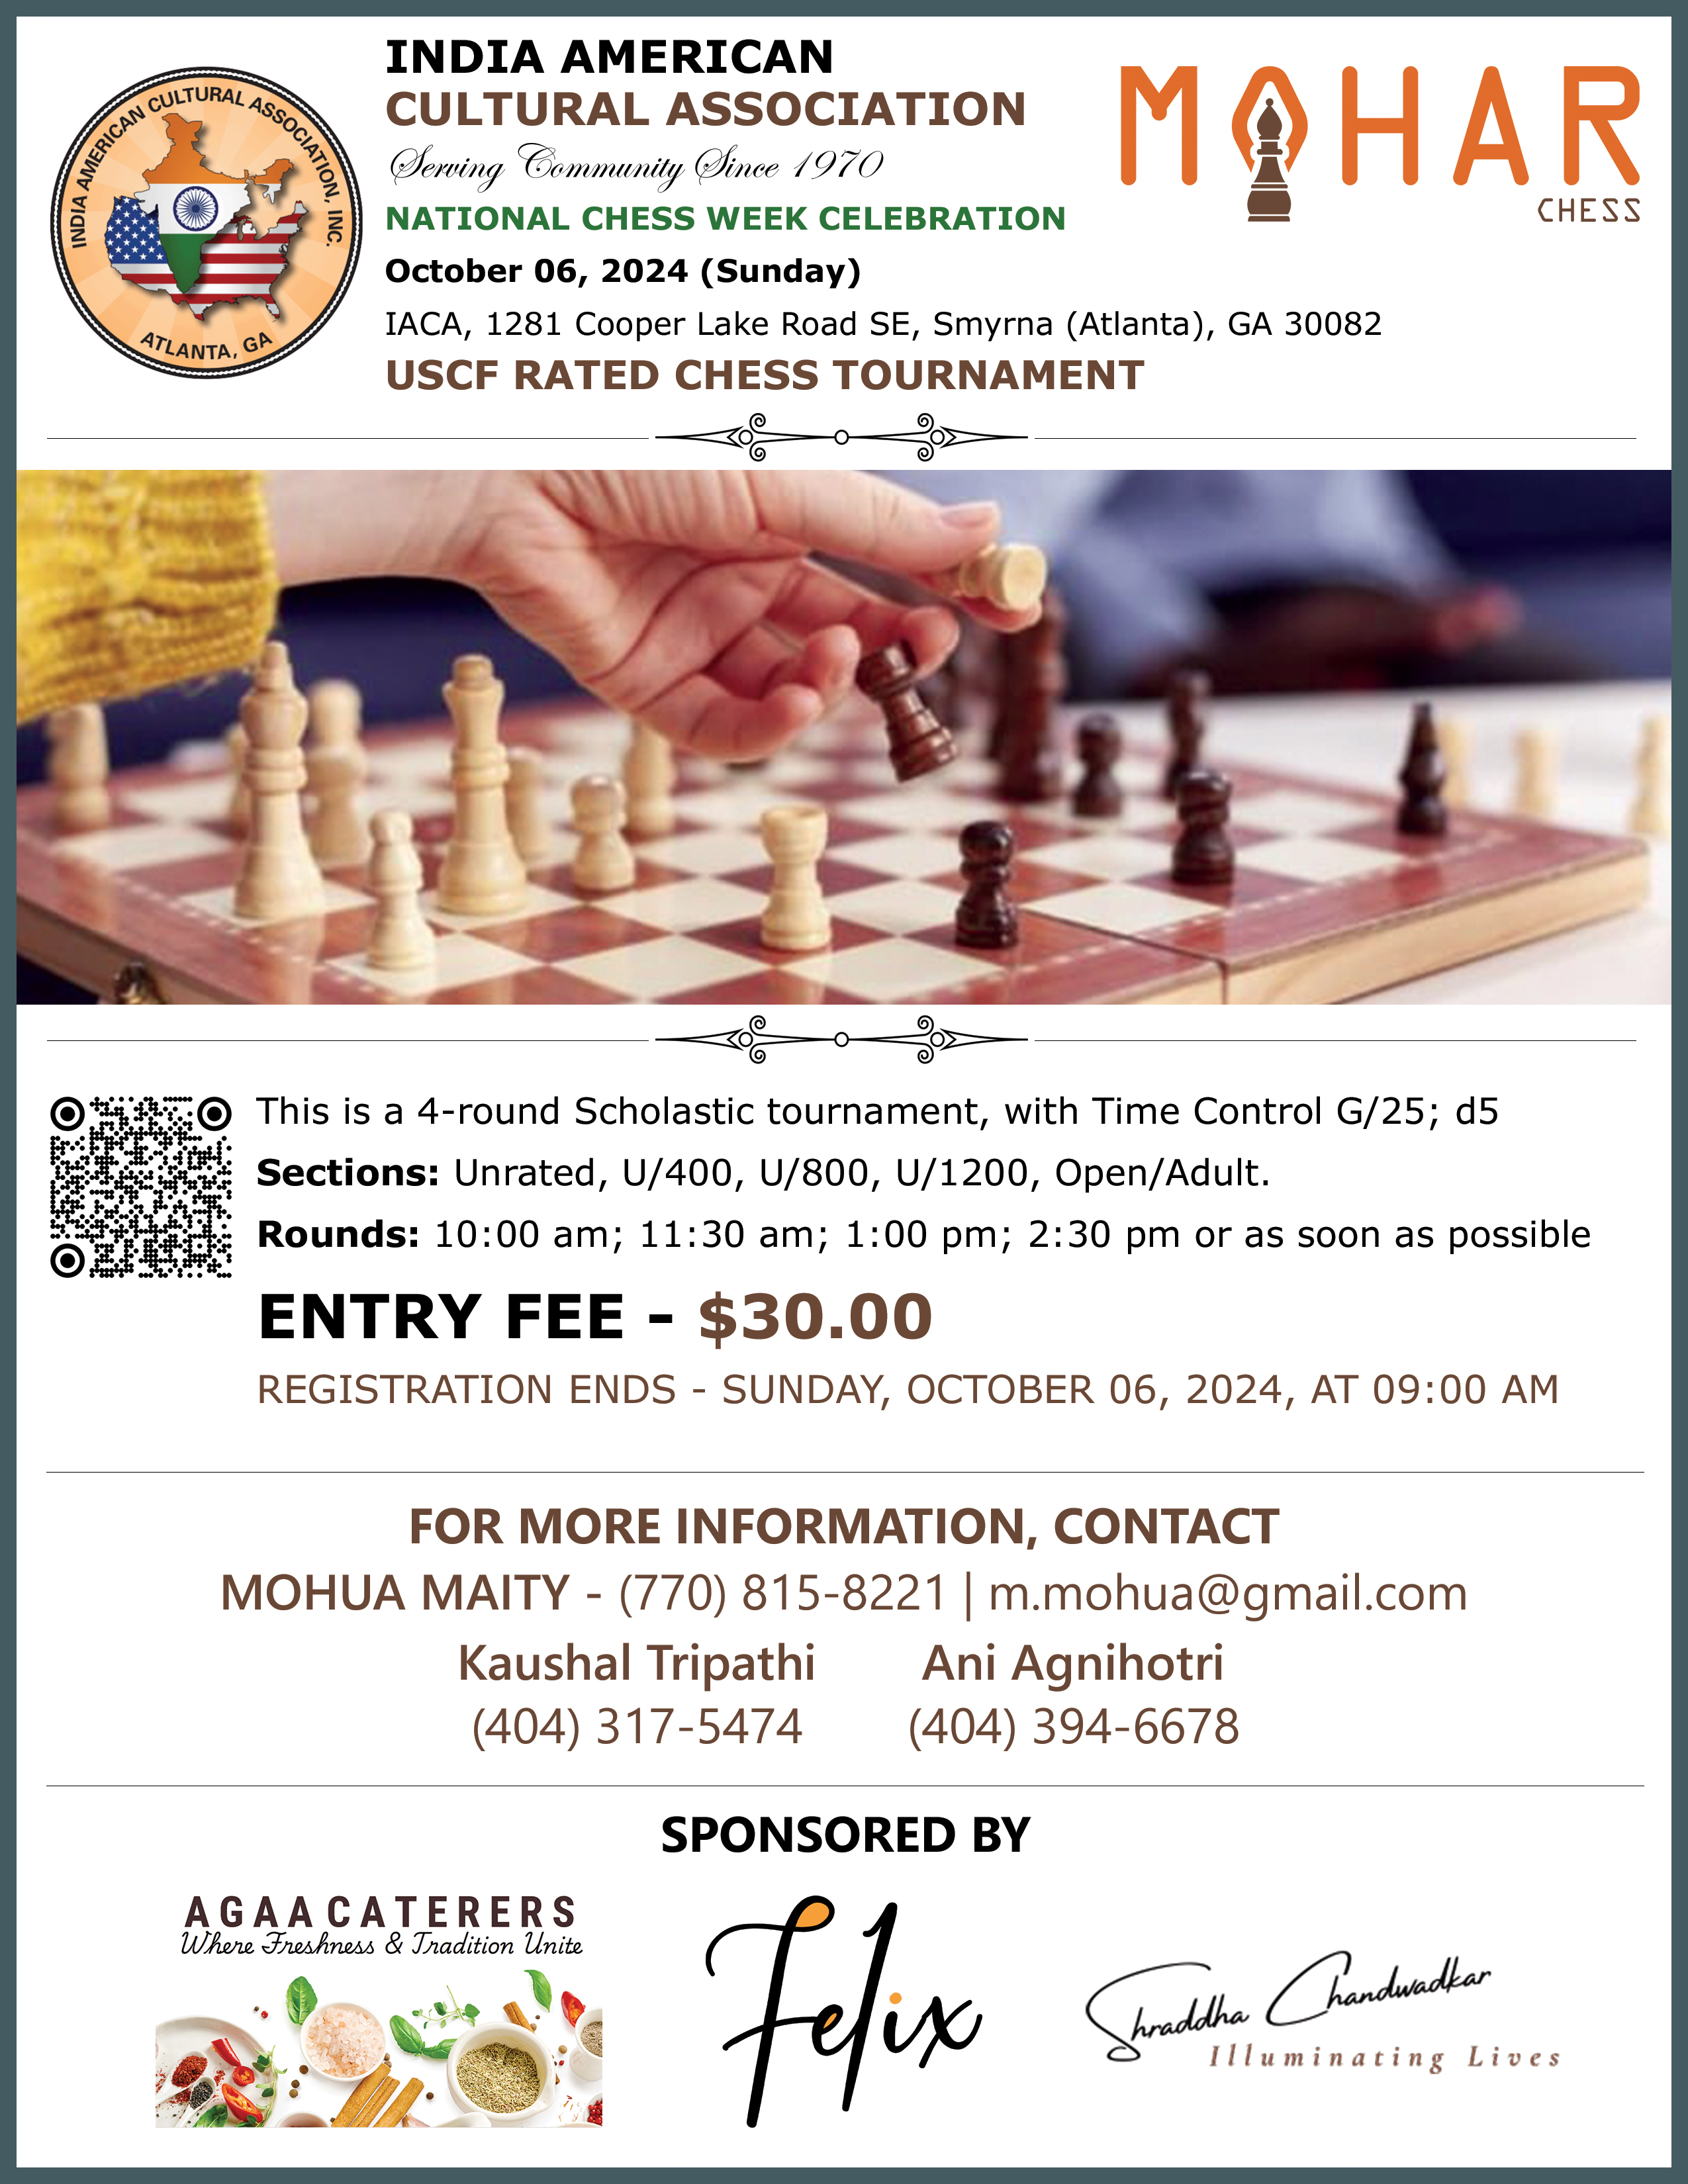 INDIA AMERICAN CULTURAL ASSOCIATION, INC.
ATLANTA, GA
INDIA AMERICAN
CULTURAL ASSOCIATION
Serving Community Since 1970
NATIONAL CHESS WEEK CELEBRATION
October 06, 2024 (Sunday)
IACA, 1281 Cooper Lake Road SE, Smyrna (Atlanta), GA 30082
USCF RATED CHESS TOURNAMENT
MOHAR
CHESS
This is a 4-round Scholastic tournament, with Time Control G/25; d5
Sections: Unrated, U/400, U/800, U/1200, Open/Adult.
Rounds: 10:00 am; 11:30 am; 1:00 pm; 2:30 pm or as soon as possible
ENTRY FEE - $30.00
REGISTRATION ENDS - SUNDAY, OCTOBER 06, 2024, AT 09:00 AM
FOR MORE INFORMATION, CONTACT
MOHUA MAITY - (770) 815-8221 | m.mohua@gmail.com
Kaushal Tripathi Ani Agnihotri
(404) 317-5474 (404) 394-6678
SPONSORED BY
AGAACATERERS
Where Freshness & Tradition Unite
Felix
Shraddha Chandwadkar
Illuminating Lives